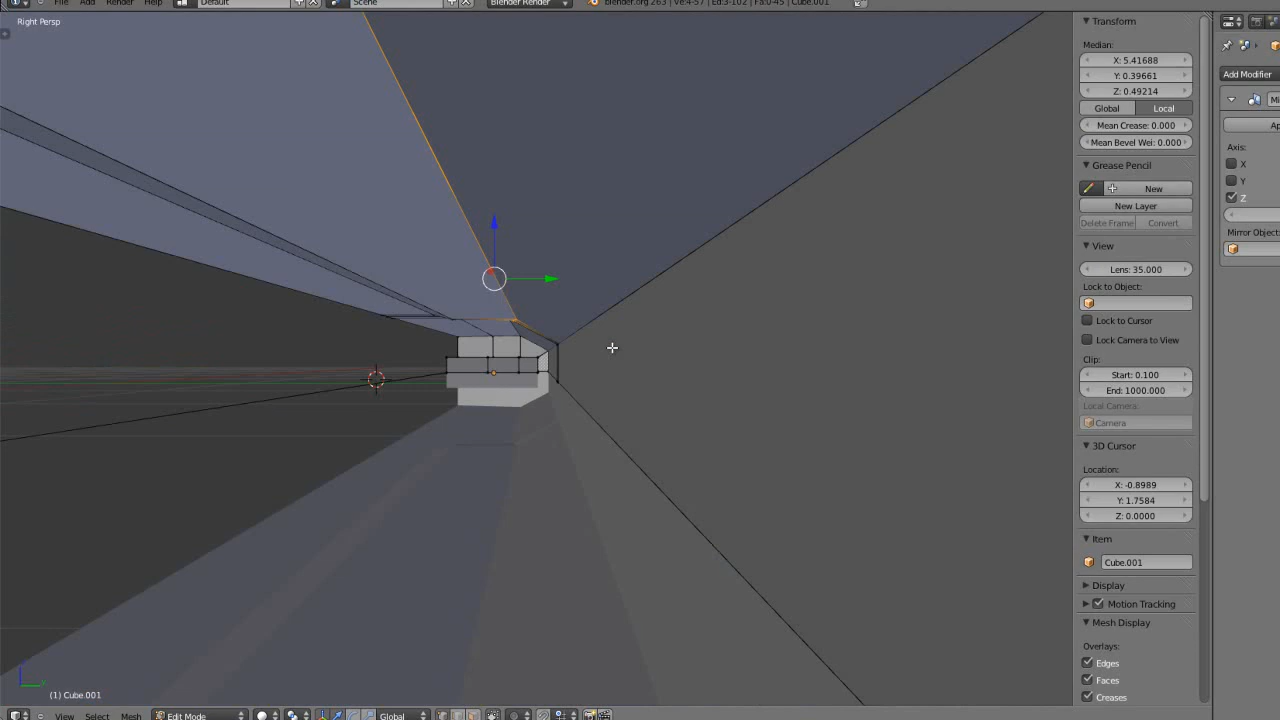 File Add Render Help Default Scene Blender Render blender.org 263 | Ve:4-57 | Ed:3-102 | Fa:0-45 | Cube.001
Right Persp
Transform
Median:
X: 5.41688
Y: 0.39661
Z: 0.49214
Global Local
Mean Crease: 0.000
Mean Bevel Wei: 0.000
Grease Pencil
New
New Layer
Delete Frame Convert
View
Lens: 35.000
Lock to Object:
Lock to Cursor
Lock Camera to View
Clip:
Start: 0.100
End: 1000.000
Local Camera:
Camera
3D Cursor
Location:
X: -0.8989
Y: 1.7584
Z: 0.0000
Item
Cube.001
Display
Motion Tracking
Mesh Display
Overlays:
Edges
Faces
Creases
Add Modifier
Mi
Ap
Axis:
X
Y
Z
Mirror Object:
(1) Cube.001
View Select Mesh Edit Mode Global